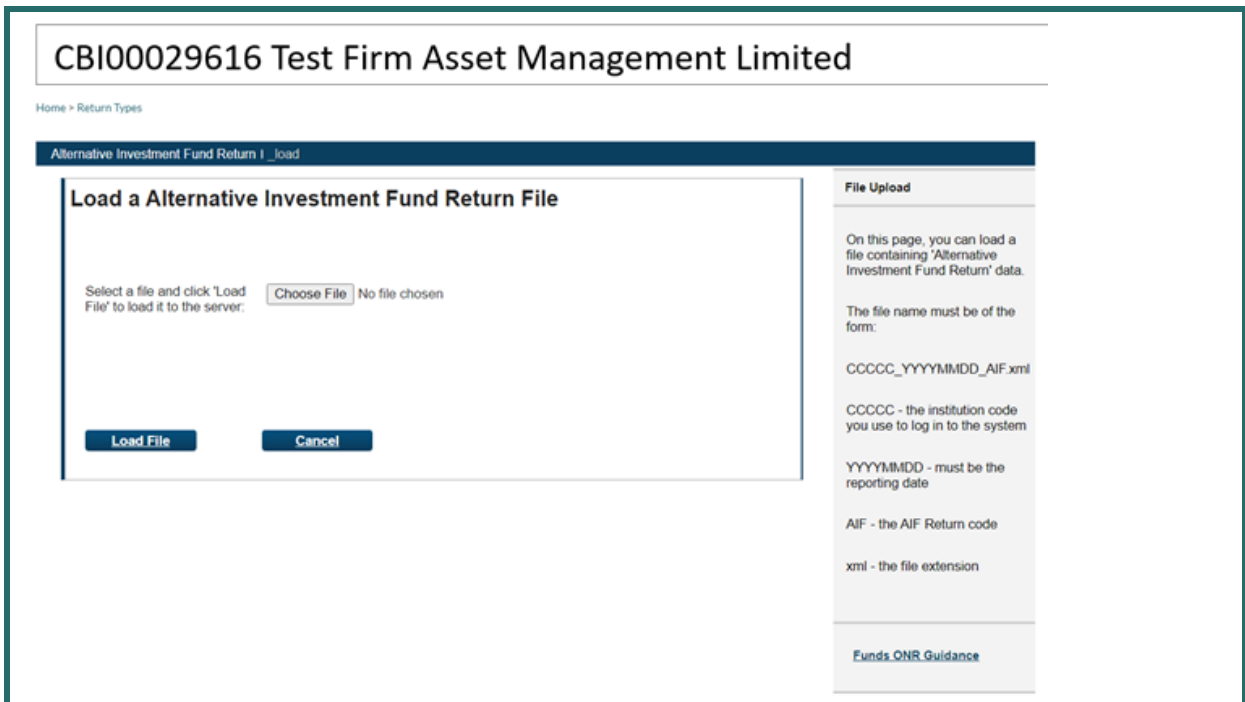 CBI00029616 Test Firm Asset Management Limited
Home > Return Types
Alternative Investment Fund Return I _load
Load a Alternative Investment Fund Return File
Select a file and click 'Load
File' to load it to the server:
Choose File No file chosen
Load File
Cancel
File Upload
On this page, you can load a
file containing 'Alternative
Investment Fund Return' data.
The file name must be of the
form:
CCCCC_YYYYMMDD_AIF.xml
CCCCC - the institution code
you use to log in to the system
YYYYMMDD - must be the
reporting date
AIF - the AIF Return code
xml - the file extension
Funds ONR Guidance